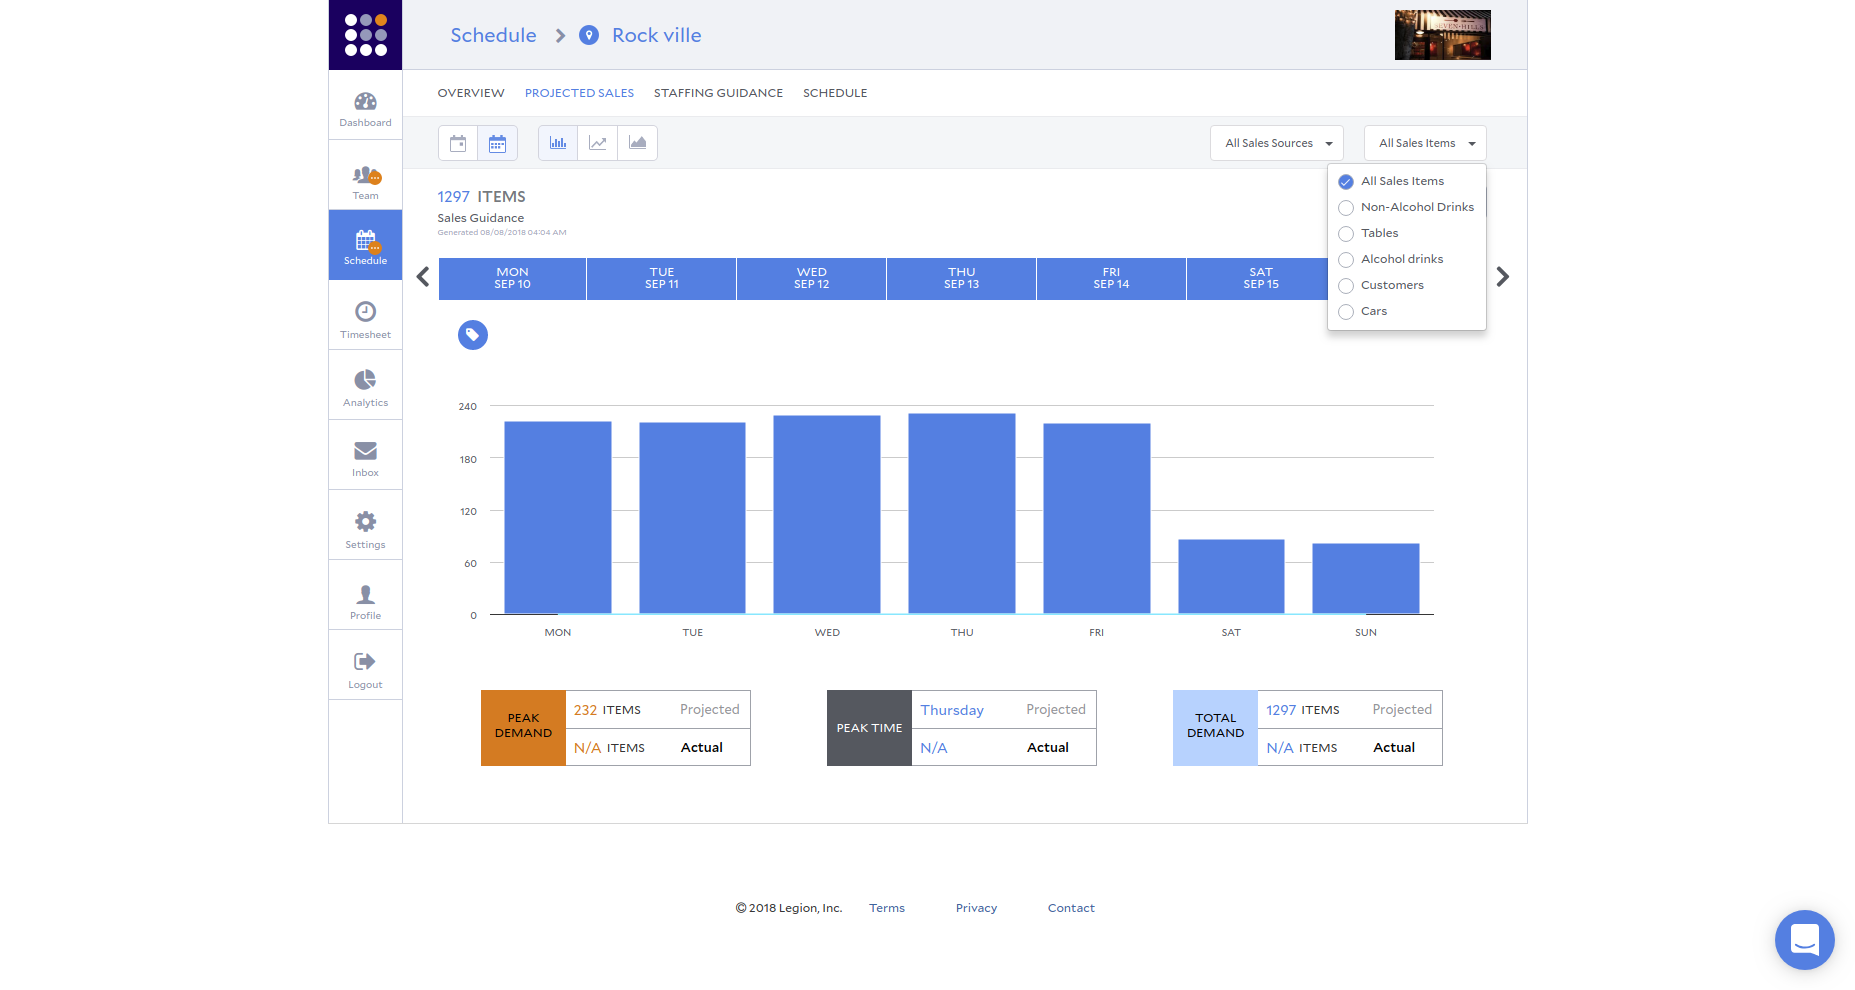 Schedule Rock ville
SEVEN HILLS
OVERVIEW PROJECTED SALES STAFFING GUIDANCE SCHEDULE
Dashboard
Team
Schedule
Timesheet
Analytics
Inbox
Settings
Profile
Logout
All Sales Sources All Sales Items
All Sales Items
Non-Alcohol Drinks
Tables
Alcohol drinks
Customers
Cars
1297 ITEMS
Sales Guidance
Generated 08/08/2018 04:04 AM
MON TUE WED THU FRI SAT
SEP 10 SEP 11 SEP 12 SEP 13 SEP 14 SEP 15
240
180
120
60
0
MON TUE WED THU FRI SAT SUN
PEAK DEMAND
232 ITEMS Projected
N/A ITEMS Actual
PEAK TIME
Thursday Projected
N/A Actual
TOTAL DEMAND
1297 ITEMS Projected
N/A ITEMS Actual
© 2018 Legion, Inc. Terms Privacy Contact